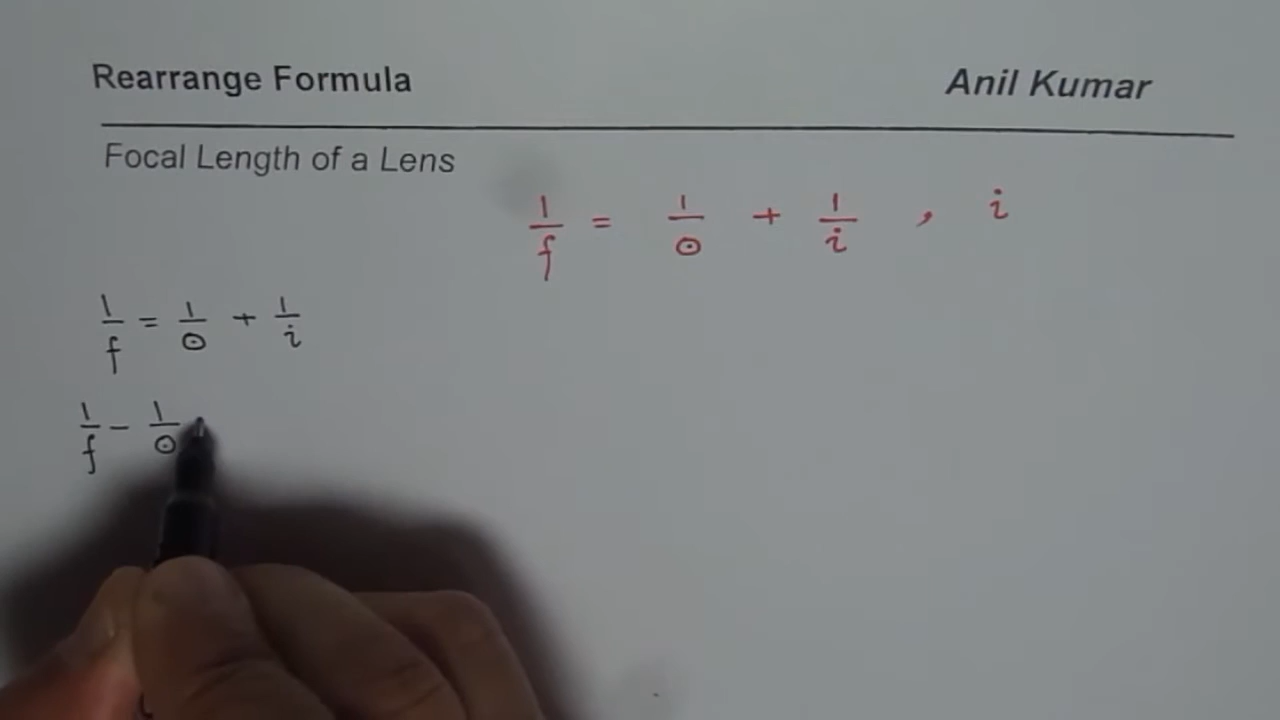 Rearrange Formula Anil Kumar
Focal Length of a Lens
1/f = 1/o + 1/i , i
1/f = 1/o + 1/i
1/f - 1/o